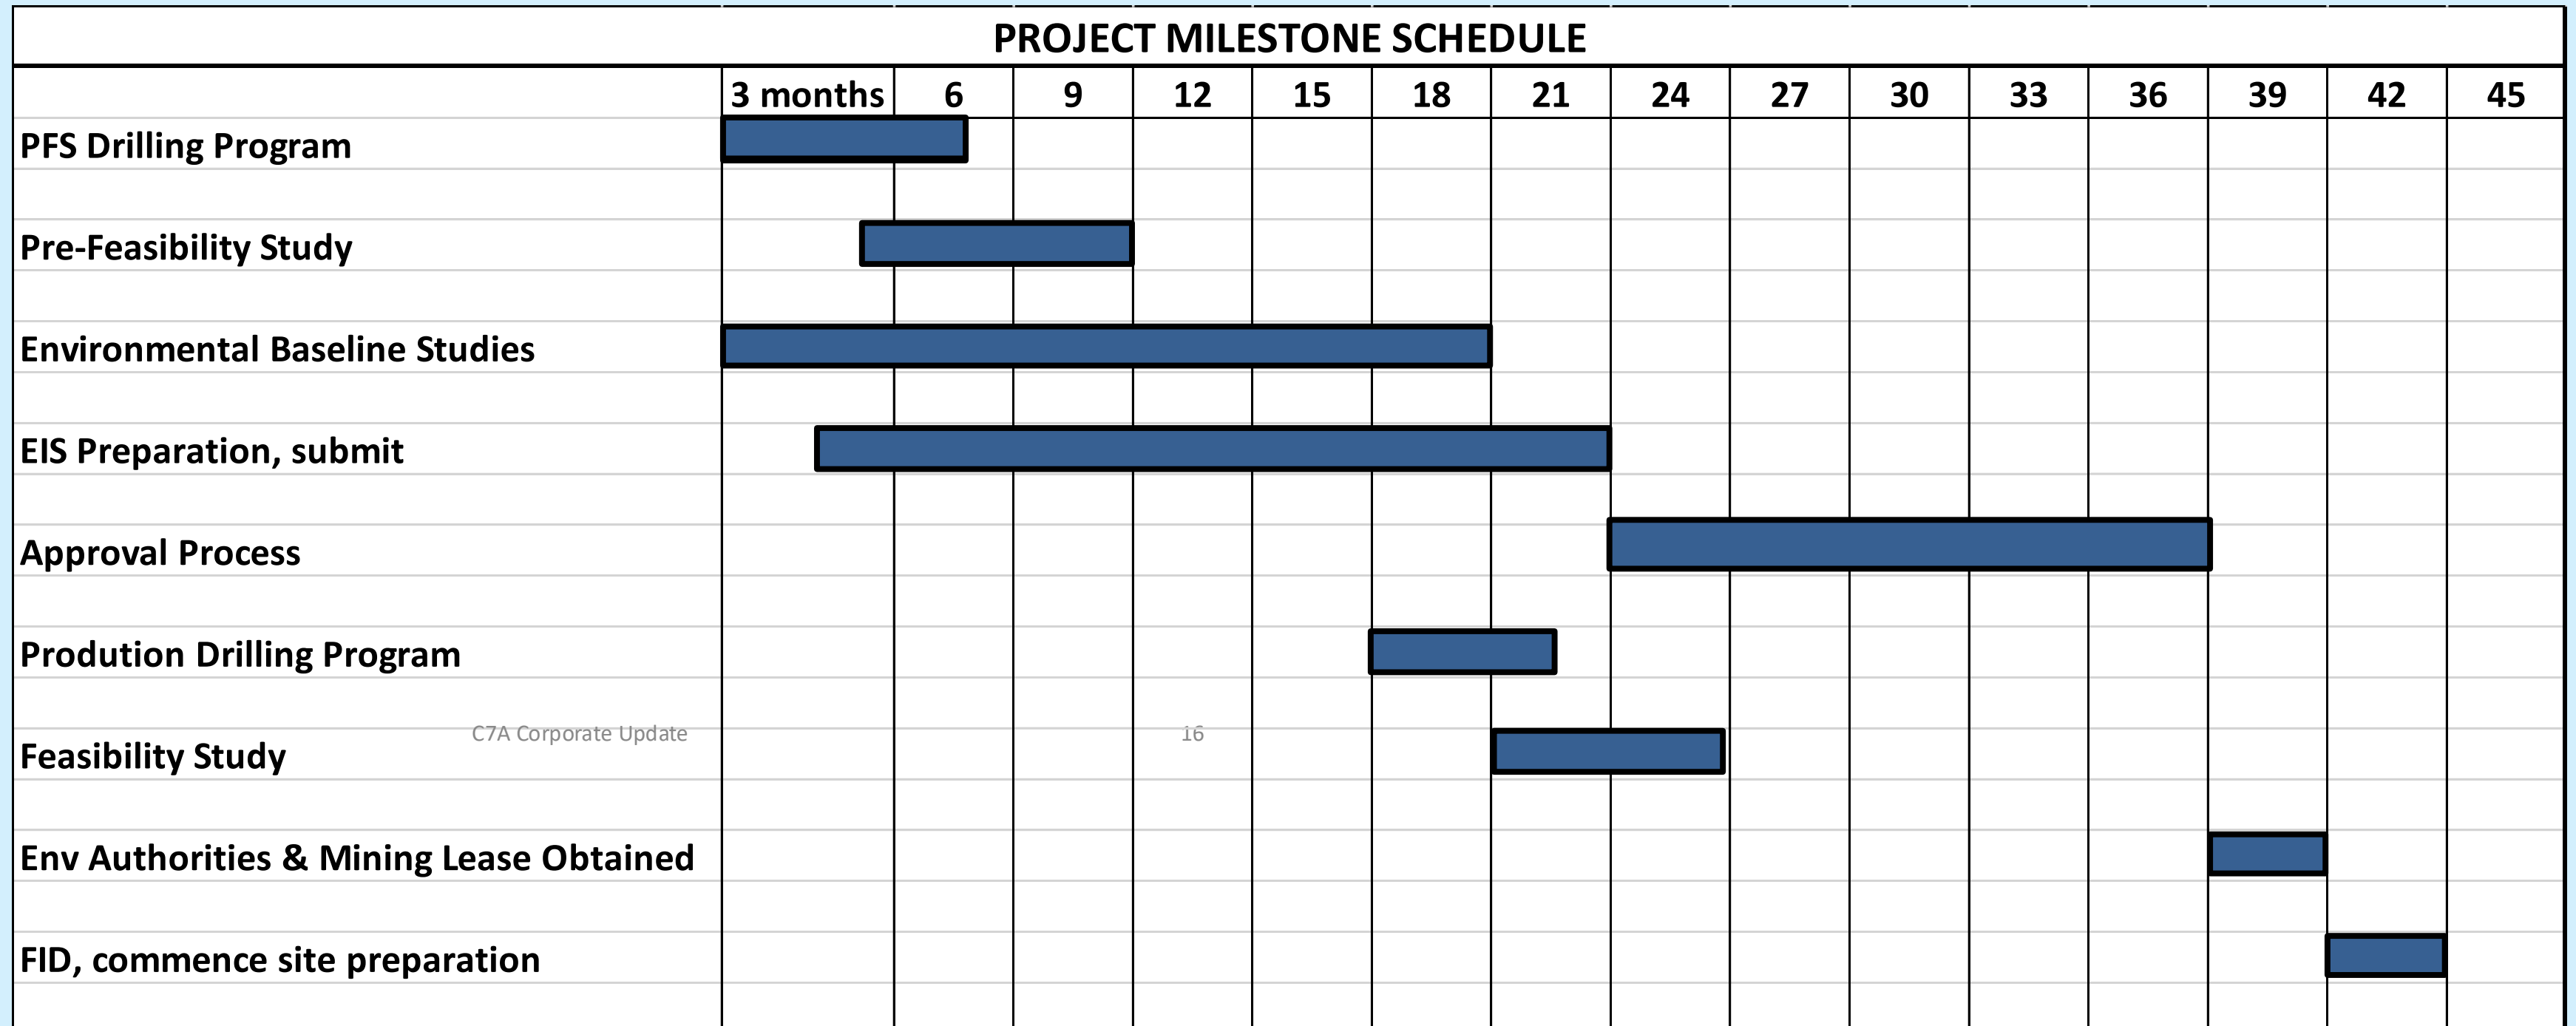 PROJECT MILESTONE SCHEDULE
3 months 6 9 12 15 18 21 24 27 30 33 36 39 42 45
PFS Drilling Program
Pre-Feasibility Study
Environmental Baseline Studies
EIS Preparation, submit
Approval Process
Prodution Drilling Program
C7A Corporate Update 16
Feasibility Study
Env Authorities & Mining Lease Obtained
FID, commence site preparation